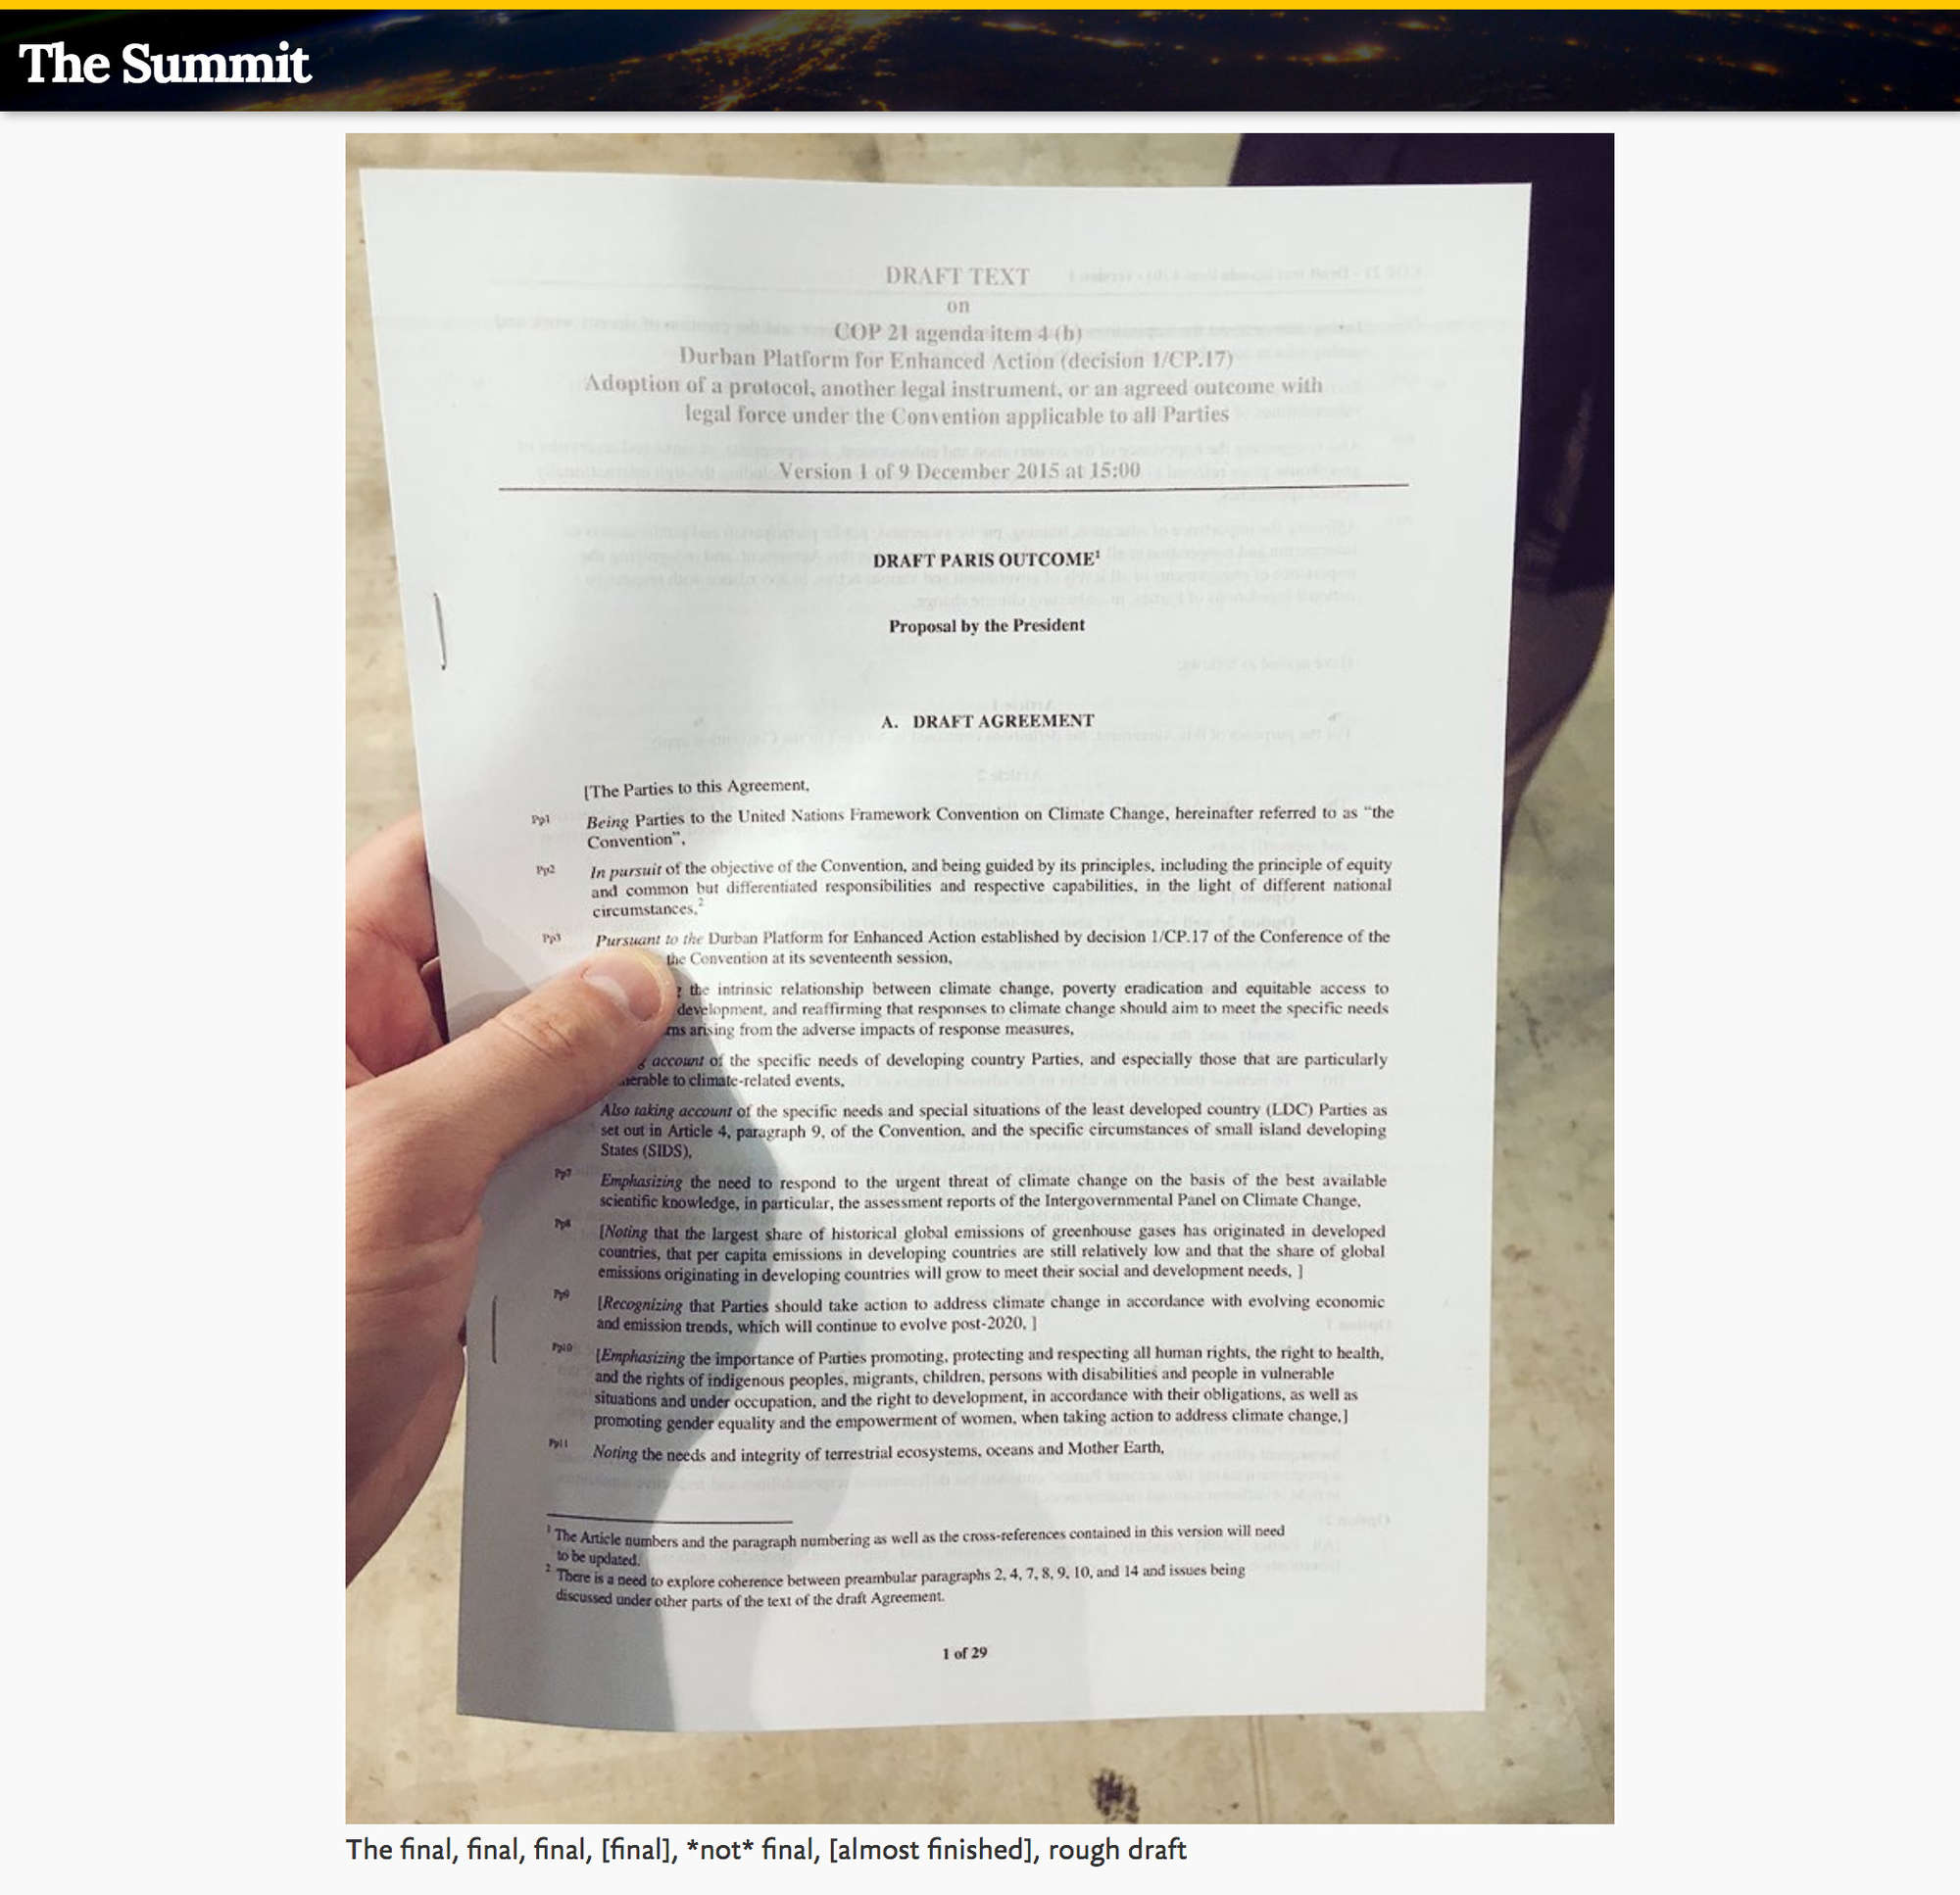 The Summit
DRAFT TEXT
on
COP 21 agenda item 4 (b)
Durban Platform for Enhanced Action (decision 1/CP.17)
Adoption of a protocol, another legal instrument, or an agreed outcome with
legal force under the Convention applicable to all Parties
Version 1 of 9 December 2015 at 15:00
DRAFT PARIS OUTCOME¹
Proposal by the President
A. DRAFT AGREEMENT
[The Parties to this Agreement,
Pp1 Being Parties to the United Nations Framework Convention on Climate Change, hereinafter referred to as “the
Convention”,
Pp2 In pursuit of the objective of the Convention, and being guided by its principles, including the principle of equity
and common but differentiated responsibilities and respective capabilities, in the light of different national
circumstances,²
Pp3 Pursuant to the Durban Platform for Enhanced Action established by decision 1/CP.17 of the Conference of the
the Convention at its seventeenth session,
the intrinsic relationship between climate change, poverty eradication and equitable access to
development, and reaffirming that responses to climate change should aim to meet the specific needs
arising from the adverse impacts of response measures,
account of the specific needs of developing country Parties, and especially those that are particularly
to climate-related events,
Also taking account of the specific needs and special situations of the least developed country (LDC) Parties as
set out in Article 4, paragraph 9, of the Convention, and the specific circumstances of small island developing
States (SIDS),
Pp7 Emphasizing the need to respond to the urgent threat of climate change on the basis of the best available
scientific knowledge, in particular, the assessment reports of the Intergovernmental Panel on Climate Change,
Pp8 [Noting that the largest share of historical global emissions of greenhouse gases has originated in developed
countries, that per capita emissions in developing countries are still relatively low and that the share of global
emissions originating in developing countries will grow to meet their social and development needs, ]
Pp9 [Recognizing that Parties should take action to address climate change in accordance with evolving economic
and emission trends, which will continue to evolve post-2020, ]
Pp10 [Emphasizing the importance of Parties promoting, protecting and respecting all human rights, the right to health,
and the rights of indigenous peoples, migrants, children, persons with disabilities and people in vulnerable
situations and under occupation, and the right to development, in accordance with their obligations, as well as
promoting gender equality and the empowerment of women, when taking action to address climate change,]
Pp11 Noting the needs and integrity of terrestrial ecosystems, oceans and Mother Earth,
¹ The Article numbers and the paragraph numbering as well as the cross-references contained in this version will need
to be updated.
² There is a need to explore coherence between preambular paragraphs 2, 4, 7, 8, 9, 10, and 14 and issues being
discussed under other parts of the text of the draft Agreement.
1 of 29
The final, final, final, [final], *not* final, [almost finished], rough draft